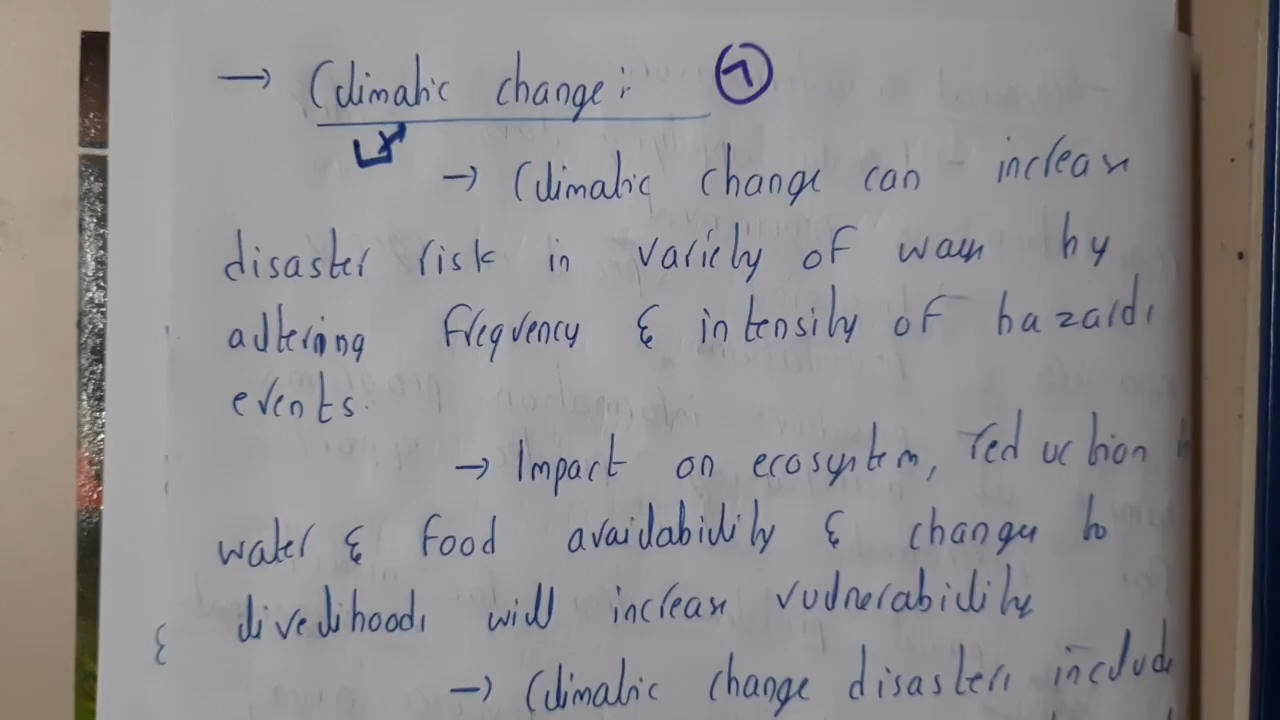 → Climatic change: 7
→ Climatic change can increase
disaster risk in variety of ways by
altering frequency & intensity of hazards
events.
→ Impact on ecosystem, reduction
water & food availability & changes to
livelihoods will increase vulnerability
&
→ Climatic change disasters include